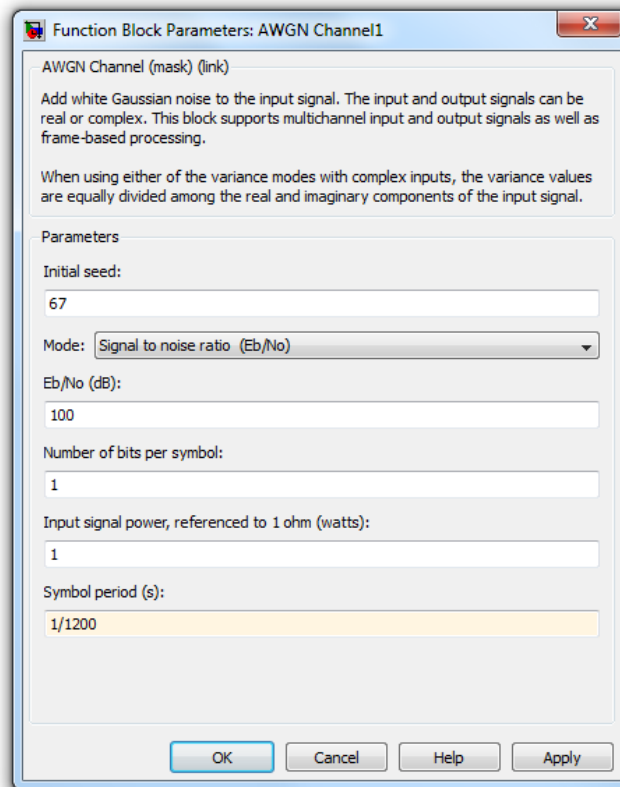 Function Block Parameters: AWGN Channel1
AWGN Channel (mask) (link)
Add white Gaussian noise to the input signal. The input and output signals can be
real or complex. This block supports multichannel input and output signals as well as
frame-based processing.
When using either of the variance modes with complex inputs, the variance values
are equally divided among the real and imaginary components of the input signal.
Parameters
Initial seed:
67
Mode: Signal to noise ratio (Eb/No)
Eb/No (dB):
100
Number of bits per symbol:
1
Input signal power, referenced to 1 ohm (watts):
1
Symbol period (s):
1/1200
OK Cancel Help Apply